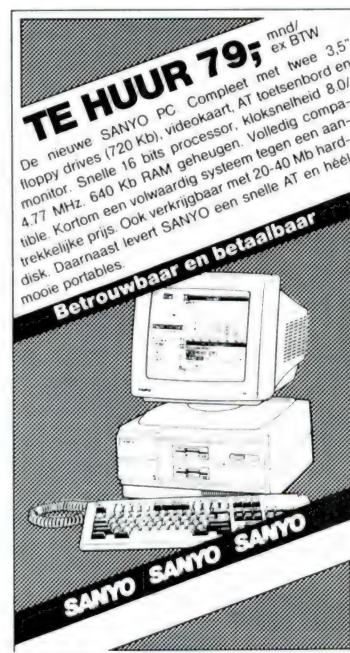 TE HUUR 79,- mnd/ ex BTW
De nieuwe SANYO PC. Compleet met twee 3,5"
floppy drives (720 Kb), videokaart, AT toetsenbord en
monitor. Snelle 16 bits processor, kloksnelheid 8.0/
4.77 MHz. 640 Kb RAM geheugen. Volledig compa-
tible. Kortom een volwaardig systeem tegen een aan-
trekkelijke prijs. Ook verkrijgbaar met 20-40 Mb hard-
disk. Daarnaast levert SANYO een snelle AT en héél
mooie portables.
Betrouwbaar en betaalbaar
SANYO SANYO SANYO